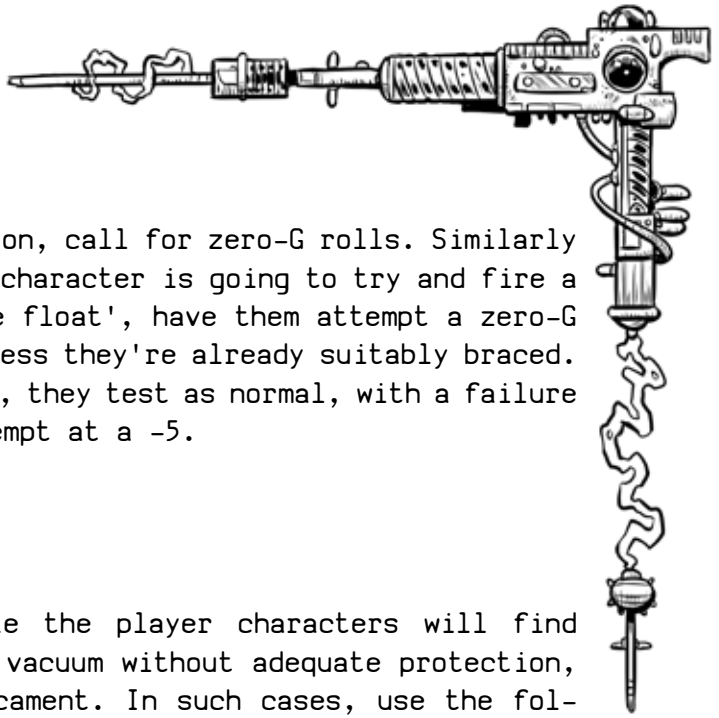 on, call for zero-G rolls. Similarly
character is going to try and fire a
e float', have them attempt a zero-G
ess they're already suitably braced.
, they test as normal, with a failure
empt at a -5.
e the player characters will find
vacuum without adequate protection,
cament. In such cases, use the fol-